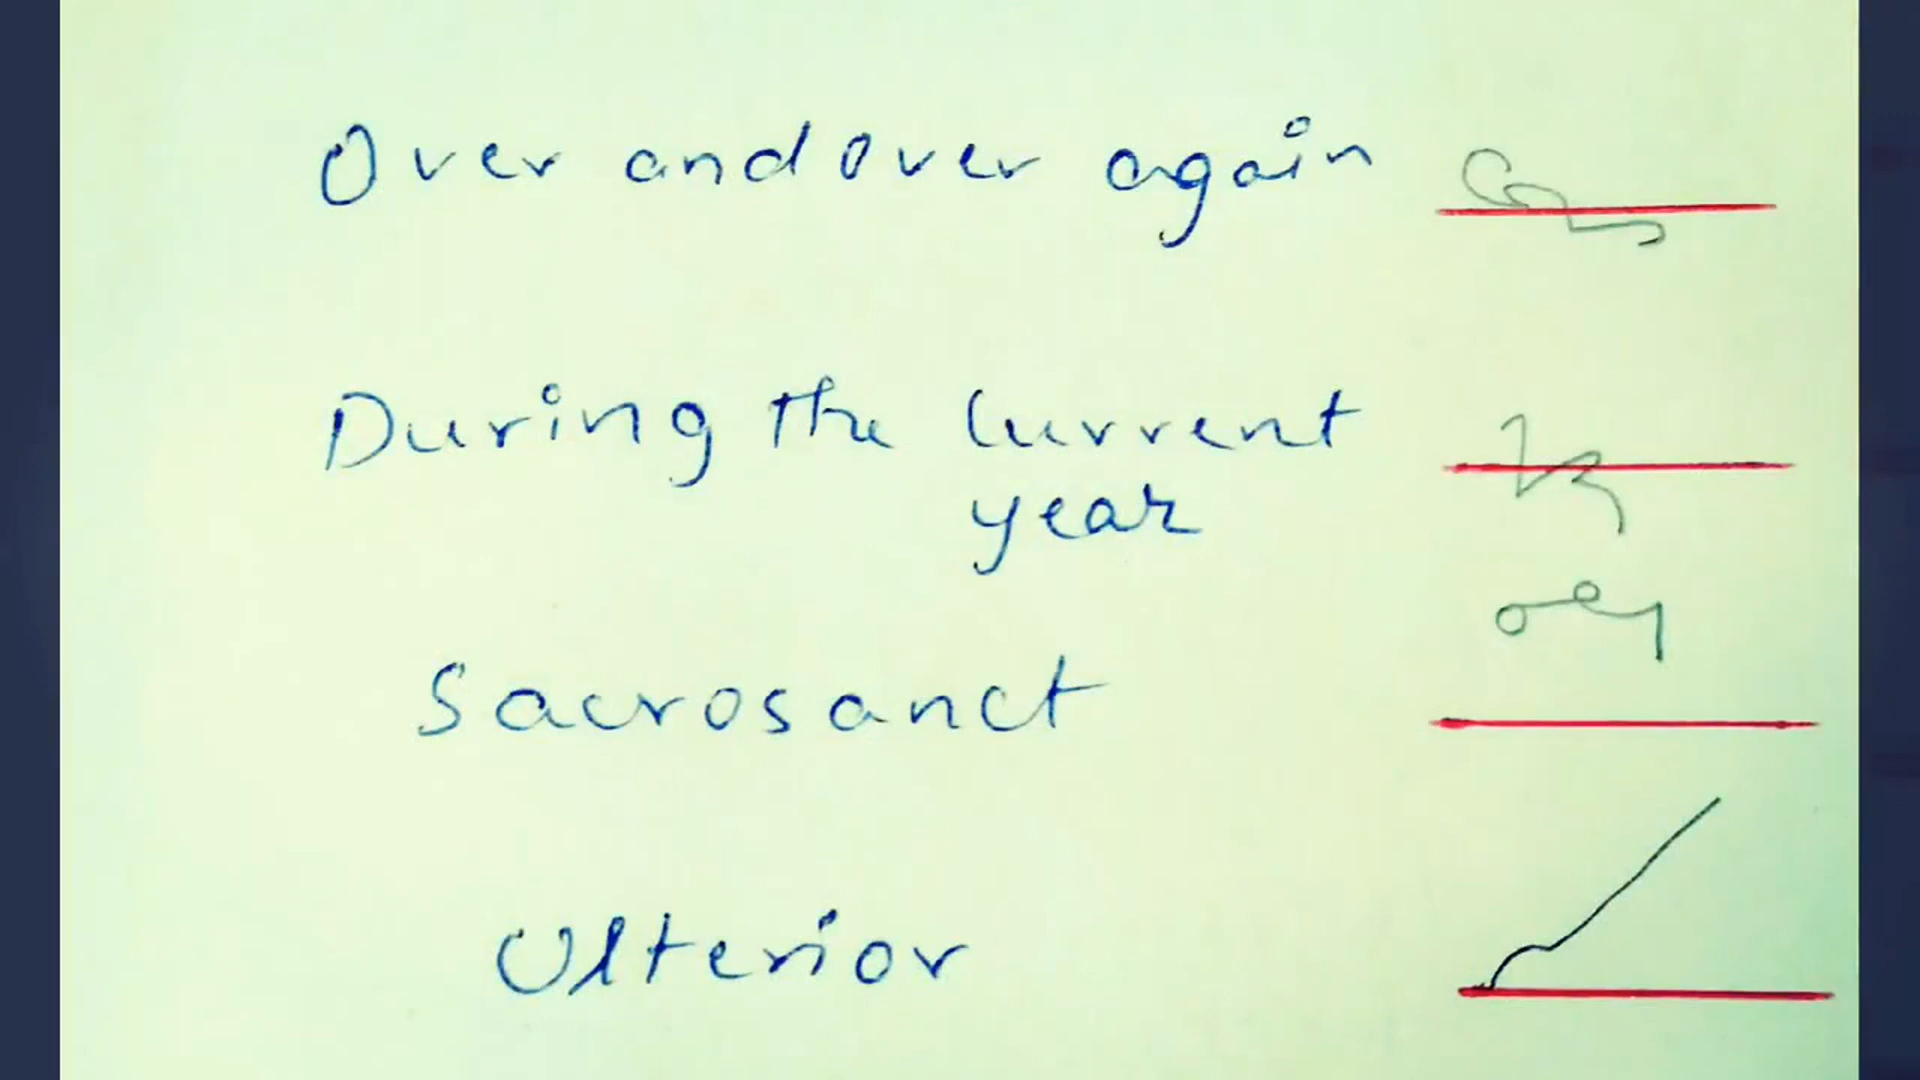 Over and over again
During the Current
year
Sacrosanct
Ulterior